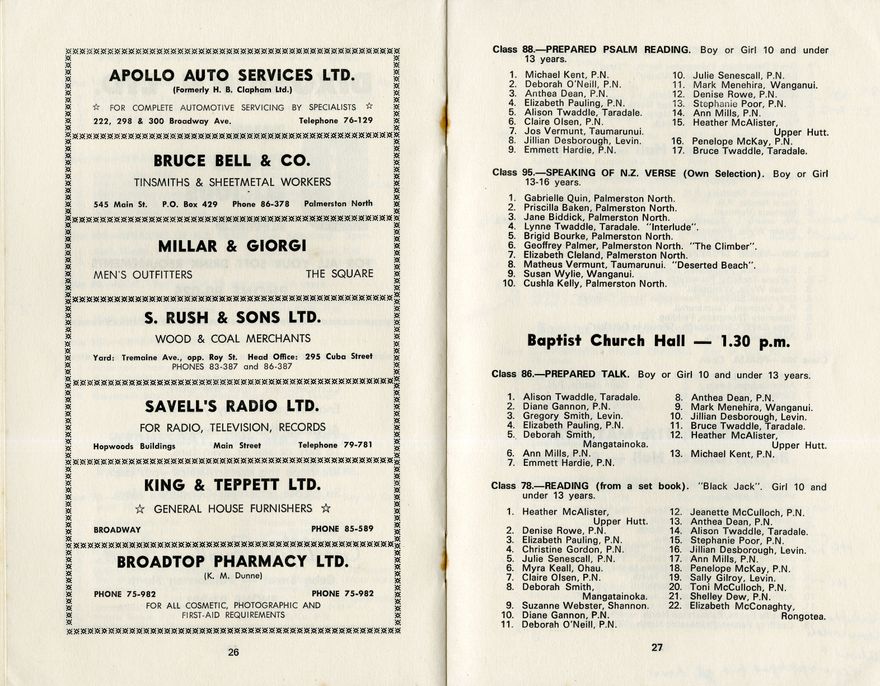 APOLLO AUTO SERVICES LTD.
(Formerly H. B. Clapham Ltd.)
☆ FOR COMPLETE AUTOMOTIVE SERVICING BY SPECIALISTS ☆
222, 298 & 300 Broadway Ave. Telephone 76-129
BRUCE BELL & CO.
TINSMITHS & SHEETMETAL WORKERS
545 Main St. P.O. Box 429 Phone 86-378 Palmerston North
MILLAR & GIORGI
MEN'S OUTFITTERS THE SQUARE
S. RUSH & SONS LTD.
WOOD & COAL MERCHANTS
Yard: Tremaine Ave., opp. Roy St. Head Office: 295 Cuba Street
PHONES 83-387 and 86-387
SAVELL'S RADIO LTD.
FOR RADIO, TELEVISION, RECORDS
Hopwoods Buildings Main Street Telephone 79-781
KING & TEPPETT LTD.
☆ GENERAL HOUSE FURNISHERS ☆
BROADWAY PHONE 85-589
BROADTOP PHARMACY LTD.
(K. M. Dunne)
PHONE 75-982 PHONE 75-982
FOR ALL COSMETIC, PHOTOGRAPHIC AND
FIRST-AID REQUIREMENTS
26
Class 88.—PREPARED PSALM READING. Boy or Girl 10 and under
13 years.
1. Michael Kent, P.N.
2. Deborah O'Neill, P.N.
3. Anthea Dean, P.N.
4. Elizabeth Pauling, P.N.
5. Alison Twaddle, Taradale.
6. Claire Olsen, P.N.
7. Jos Vermunt, Taumarunui.
8. Jillian Desborough, Levin.
9. Emmett Hardie, P.N.
10. Julie Senescall, P.N.
11. Mark Menehira, Wanganui.
12. Denise Rowe, P.N.
13. Stephanie Poor, P.N.
14. Ann Mills, P.N.
15. Heather McAlister,
Upper Hutt.
16. Penelope McKay, P.N.
17. Bruce Twaddle, Taradale.
Class 95.—SPEAKING OF N.Z. VERSE (Own Selection). Boy or Girl
13-16 years.
1. Gabrielle Quin, Palmerston North.
2. Priscilla Baken, Palmerston North.
3. Jane Biddick, Palmerston North.
4. Lynne Twaddle, Taradale. "Interlude".
5. Brigid Bourke, Palmerston North.
6. Geoffrey Palmer, Palmerston North. "The Climber".
7. Elizabeth Cleland, Palmerston North.
8. Matheus Vermunt, Taumarunui. "Deserted Beach".
9. Susan Wylie, Wanganui.
10. Cushla Kelly, Palmerston North.
Baptist Church Hall — 1.30 p.m.
Class 86.—PREPARED TALK. Boy or Girl 10 and under 13 years.
1. Alison Twaddle, Taradale.
2. Diane Gannon, P.N.
3. Gregory Smith, Levin.
4. Elizabeth Pauling, P.N.
5. Deborah Smith,
Mangatainoka.
6. Ann Mills, P.N.
7. Emmett Hardie, P.N.
8. Anthea Dean, P.N.
9. Mark Menehira, Wanganui.
10. Jillian Desborough, Levin.
11. Bruce Twaddle, Taradale.
12. Heather McAlister,
Upper Hutt.
13. Michael Kent, P.N.
Class 78.—READING (from a set book). "Black Jack". Girl 10 and
under 13 years.
1. Heather McAlister,
Upper Hutt.
2. Denise Rowe, P.N.
3. Elizabeth Pauling, P.N.
4. Christine Gordon, P.N.
5. Julie Senescall, P.N.
6. Myra Keall, Ohau.
7. Claire Olsen, P.N.
8. Deborah Smith,
Mangatainoka.
9. Suzanne Webster, Shannon.
10. Diane Gannon, P.N.
11. Deborah O'Neill, P.N.
12. Jeanette McCulloch, P.N.
13. Anthea Dean, P.N.
14. Alison Twaddle, Taradale.
15. Stephanie Poor, P.N.
16. Jillian Desborough, Levin.
17. Ann Mills, P.N.
18. Penelope McKay, P.N.
19. Sally Gilroy, Levin.
20. Toni McCulloch, P.N.
21. Shelley Dew, P.N.
22. Elizabeth McConaghty,
Rongotea.
27